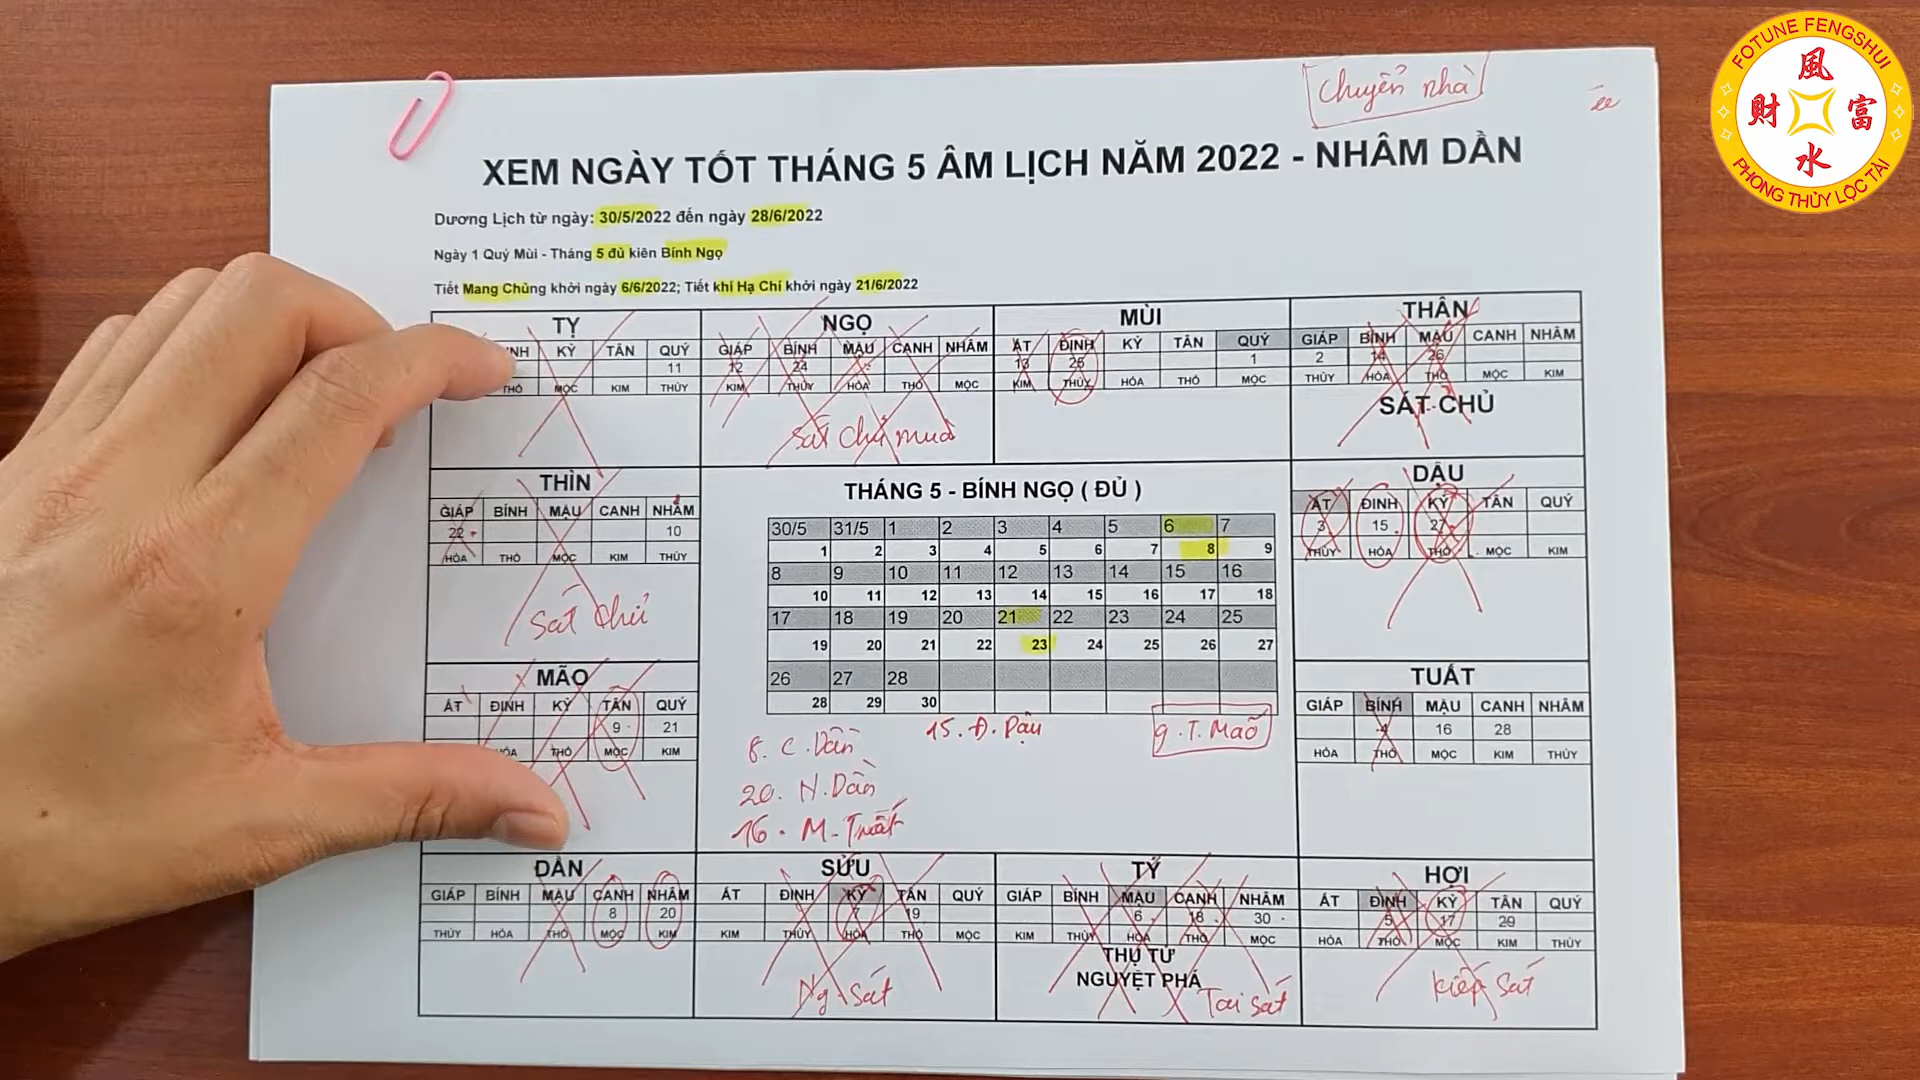 FOTUNE FENGSHUI
風
財 富
水
PHONG THỦY LỘC TÀI
Chuyển nhà
XEM NGÀY TỐT THÁNG 5 ÂM LỊCH NĂM 2022 - NHÂM DẦN
Dương Lịch từ ngày: 30/5/2022 đến ngày 28/6/2022
Ngày 1 Quý Mùi - Tháng 5 đủ kiên Bính Ngọ
Tiết Mang Chủng khởi ngày 6/6/2022; Tiết khí Hạ Chí khởi ngày 21/6/2022
TỴ
KỶ TÂN QUÝ
11
THỔ MỘC KIM THỦY
NGỌ
GIÁP BÍNH MẬU CANH NHÂM
12 24
KIM THỦY HỎA THỔ MỘC
Sát chủ mùa
MÙI
ẤT ĐINH KỶ TÂN QUÝ
13 25 1
KIM THỦY HỎA THỔ MỘC
THÂN
GIÁP BÍNH MẬU CANH NHÂM
2 14 26
THỦY HỎA THỔ MỘC KIM
SÁT CHỦ
THÌN
GIÁP BÍNH MẬU CANH NHÂM
22 10
HỎA THỔ MỘC KIM THỦY
Sát chủ
THÁNG 5 - BÍNH NGỌ ( ĐỦ )
30/5 31/5 1 2 3 4 5 6 7
1 2 3 4 5 6 7 8 9
8 9 10 11 12 13 14 15 16
10 11 12 13 14 15 16 17 18
17 18 19 20 21 22 23 24 25
19 20 21 22 23 24 25 26 27
26 27 28
28 29 30
15. Đ. Dậu
9. T. Mão
8. C. Dần
20. N. Dần
16. M. Tuất
DẬU
ẤT ĐINH KỶ TÂN QUÝ
3 15 27
THỦY HỎA THỔ MỘC KIM
MÃO
ẤT ĐINH KỶ TÂN QUÝ
9 21
THỔ MỘC KIM
TUẤT
GIÁP BÍNH MẬU CANH NHÂM
4 16 28
HỎA THỔ MỘC KIM THỦY
DẦN
GIÁP BÍNH MẬU CANH NHÂM
8 20
THỦY HỎA THỔ MỘC KIM
SỬU
ẤT ĐINH KỶ TÂN QUÝ
7 19
KIM THỦY HỎA THỔ MỘC
Ng. Sát
TÝ
GIÁP BÍNH MẬU CANH NHÂM
6 18 30
KIM THỦY HỎA THỔ MỘC
THỤ TỬ
NGUYỆT PHÁ
Tai sát
HỢI
ẤT ĐINH KỶ TÂN QUÝ
5 17 29
HỎA THỔ MỘC KIM THỦY
Kiếp sát